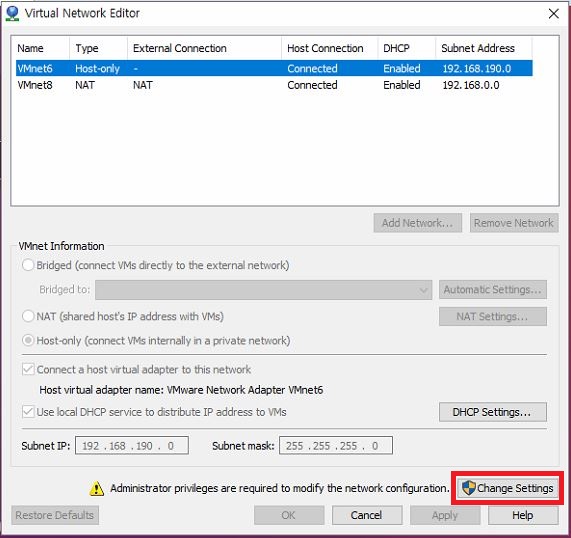 Virtual Network Editor
Name Type External Connection Host Connection DHCP Subnet Address
VMnet6 Host-only - Connected Enabled 192.168.190.0
VMnet8 NAT NAT Connected Enabled 192.168.0.0
Add Network... Remove Network
VMnet Information
Bridged (connect VMs directly to the external network)
Bridged to: Automatic Settings...
NAT (shared host's IP address with VMs) NAT Settings...
Host-only (connect VMs internally in a private network)
Connect a host virtual adapter to this network
Host virtual adapter name: VMware Network Adapter VMnet6
Use local DHCP service to distribute IP address to VMs DHCP Settings...
Subnet IP: 192 . 168 . 190 . 0 Subnet mask: 255 . 255 . 255 . 0
Administrator privileges are required to modify the network configuration. Change Settings
Restore Defaults OK Cancel Apply Help